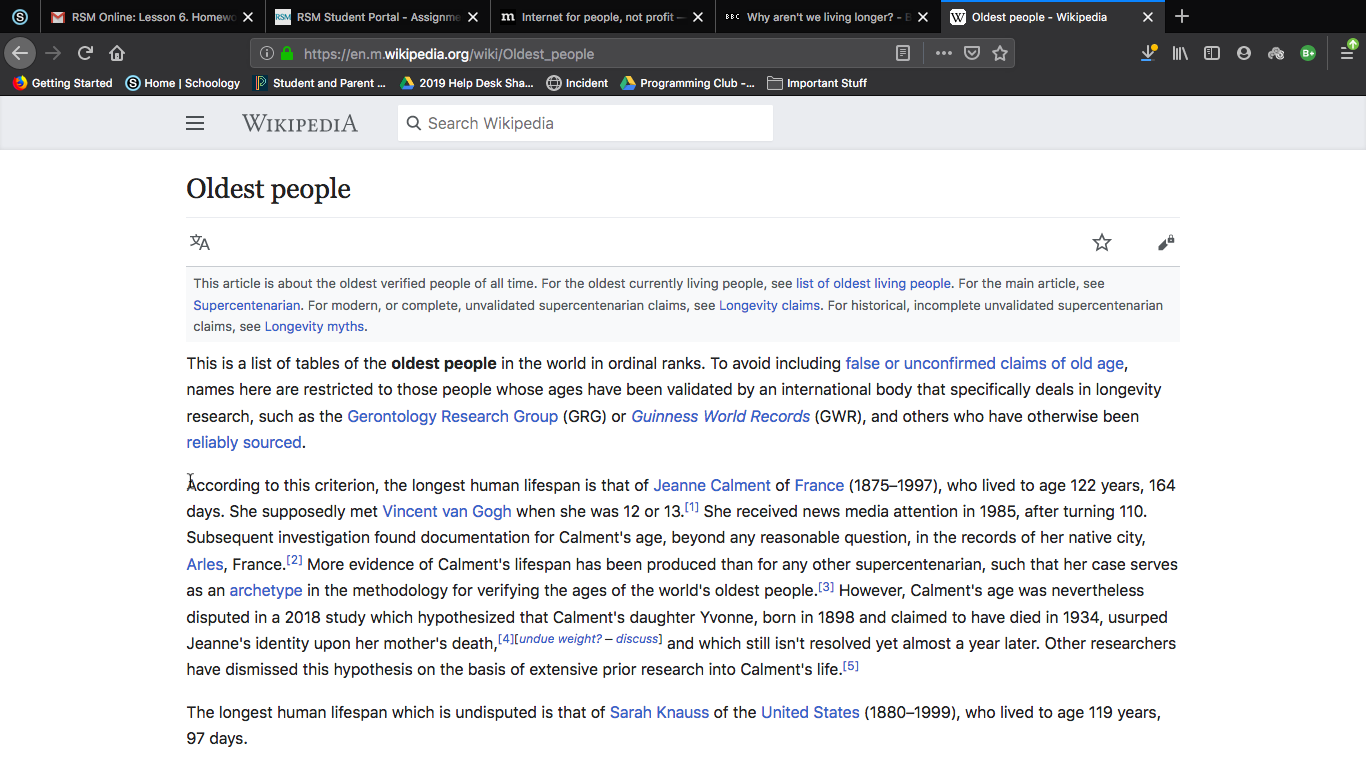 RSM Online: Lesson 6. Homewo
RSM Student Portal - Assignme
Internet for people, not profit —
BBC Why aren't we living longer? - B
W Oldest people - Wikipedia
https://en.m.wikipedia.org/wiki/Oldest_people
Getting Started
Home | Schoology
Student and Parent ...
2019 Help Desk Sha...
Incident
Programming Club -...
Important Stuff
WIKIPEDIA
Search Wikipedia
Oldest people
This article is about the oldest verified people of all time. For the oldest currently living people, see list of oldest living people. For the main article, see
Supercentenarian. For modern, or complete, unvalidated supercentenarian claims, see Longevity claims. For historical, incomplete unvalidated supercentenarian
claims, see Longevity myths.
This is a list of tables of the oldest people in the world in ordinal ranks. To avoid including false or unconfirmed claims of old age,
names here are restricted to those people whose ages have been validated by an international body that specifically deals in longevity
research, such as the Gerontology Research Group (GRG) or Guinness World Records (GWR), and others who have otherwise been
reliably sourced.
According to this criterion, the longest human lifespan is that of Jeanne Calment of France (1875–1997), who lived to age 122 years, 164
days. She supposedly met Vincent van Gogh when she was 12 or 13.[1] She received news media attention in 1985, after turning 110.
Subsequent investigation found documentation for Calment's age, beyond any reasonable question, in the records of her native city,
Arles, France.[2] More evidence of Calment's lifespan has been produced than for any other supercentenarian, such that her case serves
as an archetype in the methodology for verifying the ages of the world's oldest people.[3] However, Calment's age was nevertheless
disputed in a 2018 study which hypothesized that Calment's daughter Yvonne, born in 1898 and claimed to have died in 1934, usurped
Jeanne's identity upon her mother's death,[4][undue weight? – discuss] and which still isn't resolved yet almost a year later. Other researchers
have dismissed this hypothesis on the basis of extensive prior research into Calment's life.[5]
The longest human lifespan which is undisputed is that of Sarah Knauss of the United States (1880–1999), who lived to age 119 years,
97 days.